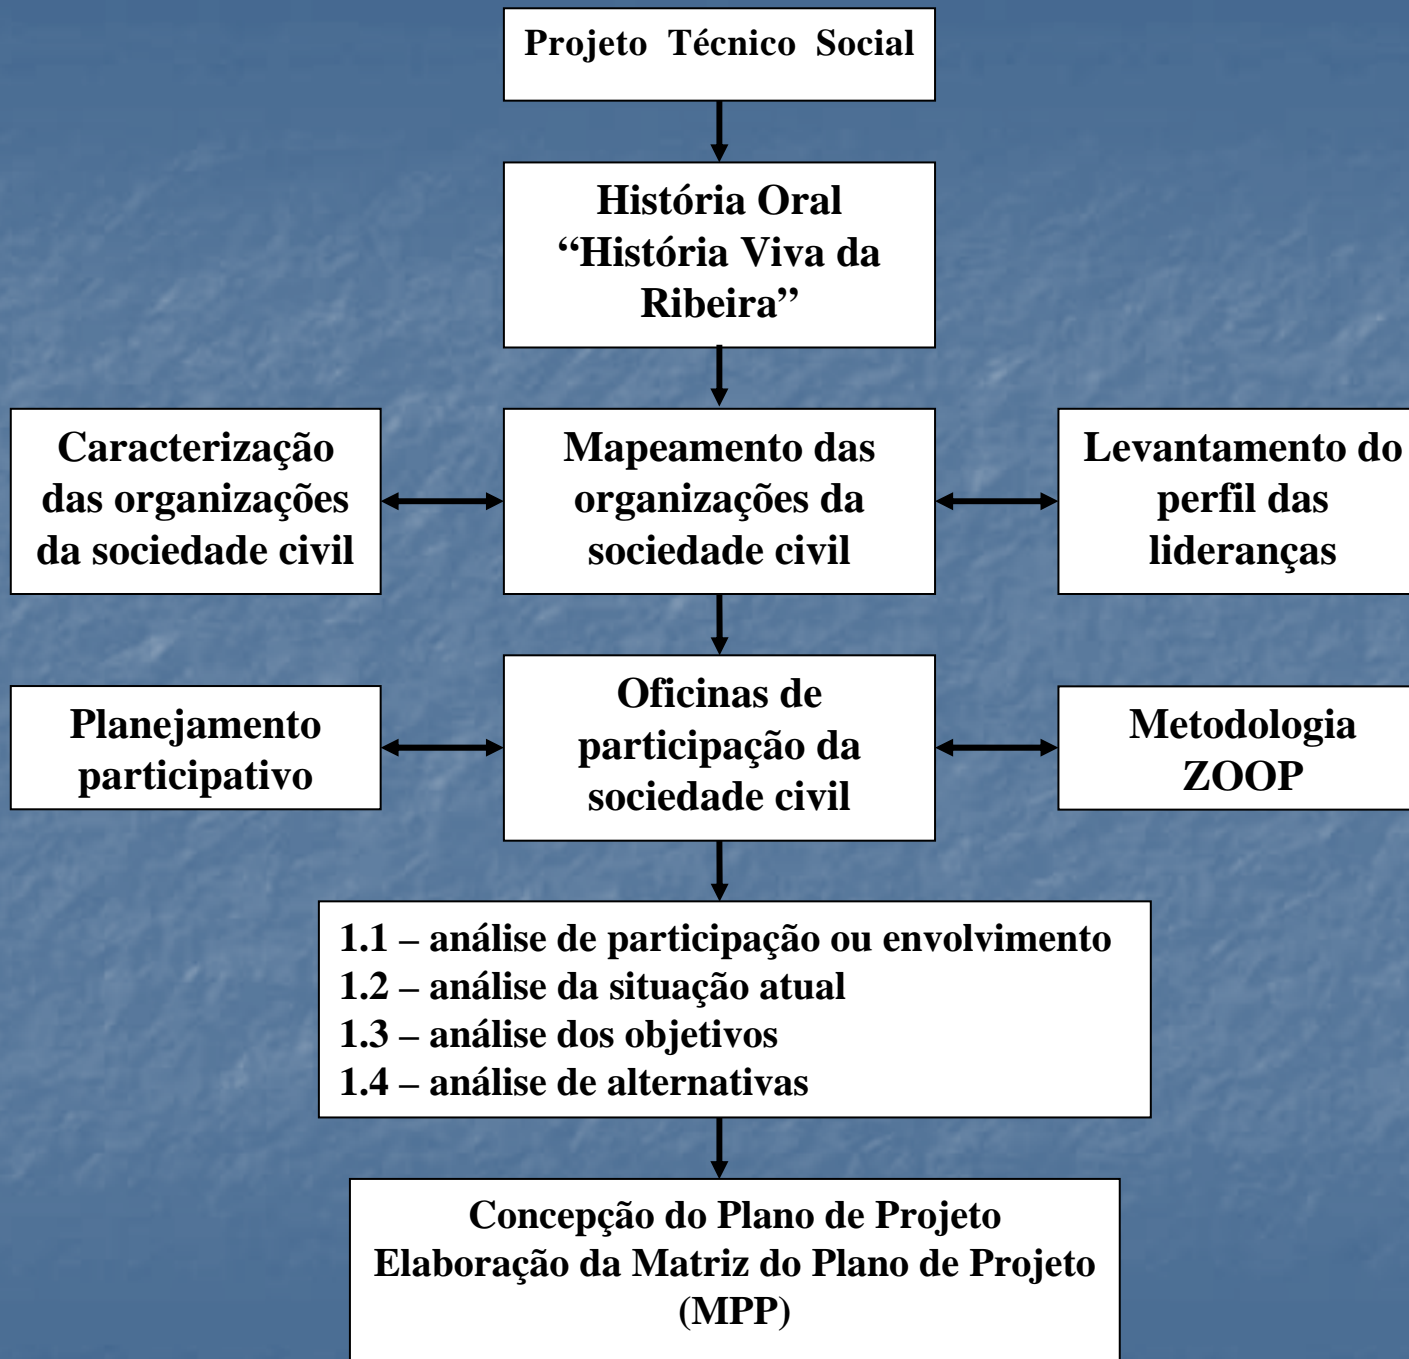 Projeto Técnico Social
História Oral
“História Viva da
Ribeira”
Caracterização
das organizações
da sociedade civil
Mapeamento das
organizações da
sociedade civil
Levantamento do
perfil das
lideranças
Planejamento
participativo
Oficinas de
participação da
sociedade civil
Metodologia
ZOOP
1.1 – análise de participação ou envolvimento
1.2 – análise da situação atual
1.3 – análise dos objetivos
1.4 – análise de alternativas
Concepção do Plano de Projeto
Elaboração da Matriz do Plano de Projeto
(MPP)